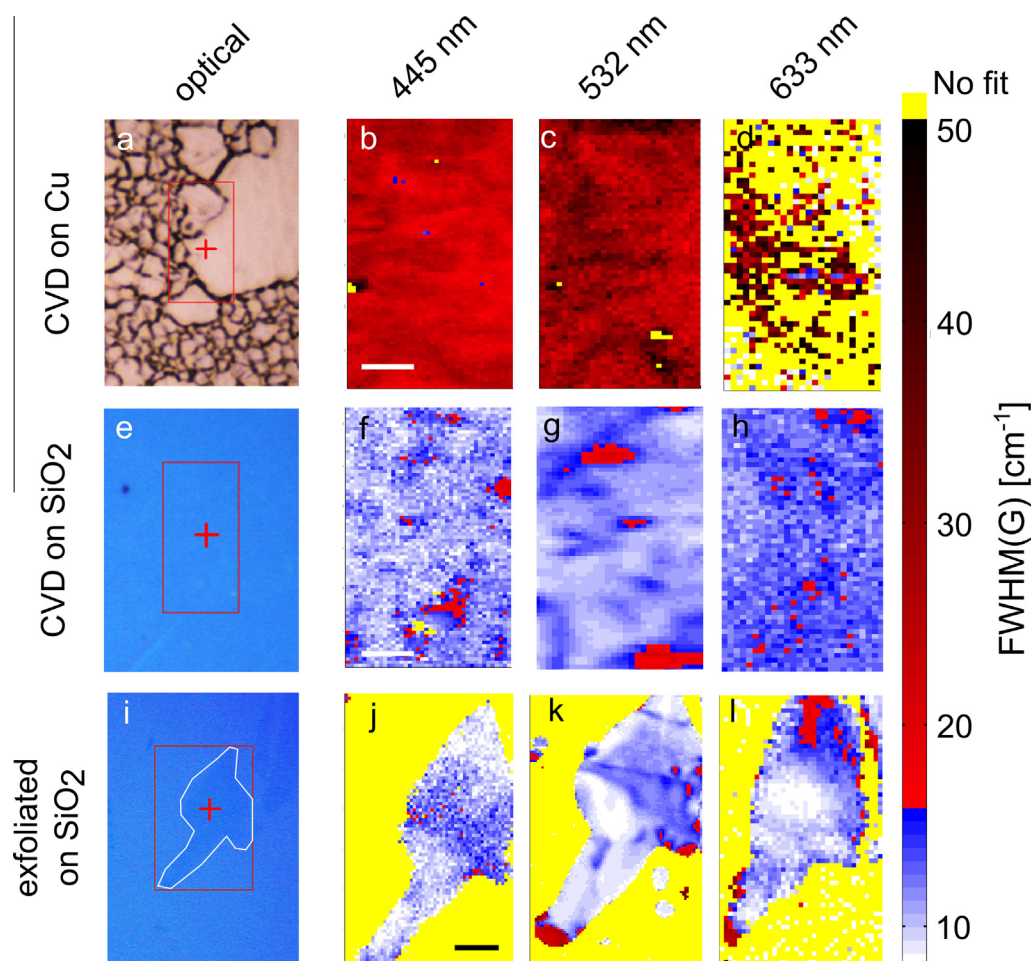 optical
445 nm
532 nm
633 nm
No fit
CVD on Cu
a
b
c
d
50
40
CVD on SiO2
e
f
g
h
30
FWHM(G) [cm-1]
20
exfoliated
on SiO2
i
j
k
l
10